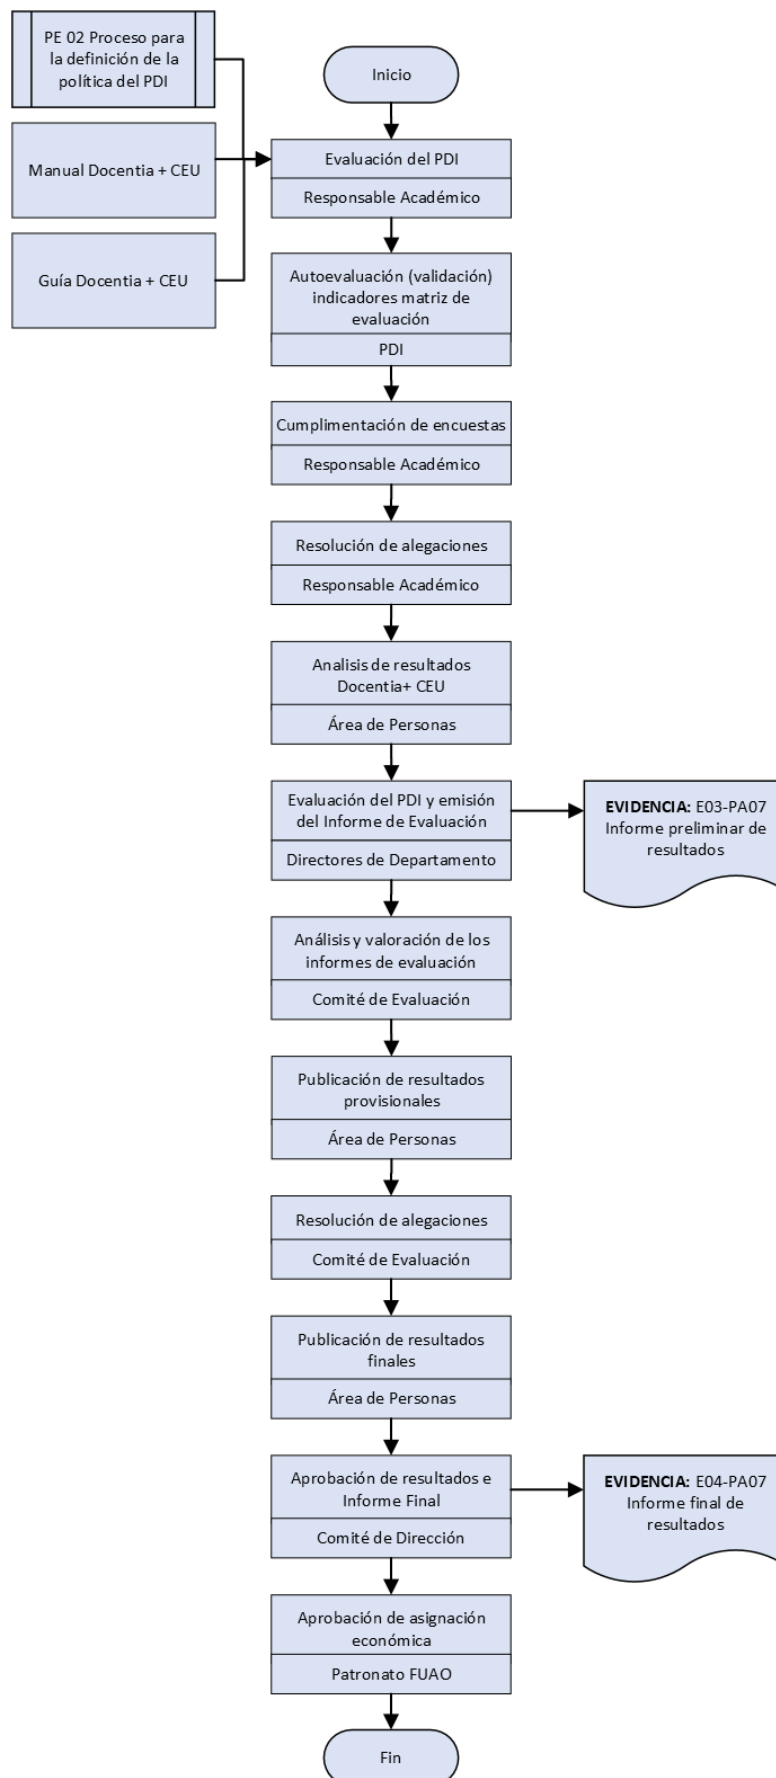 PE 02 Proceso para
la definición de la
política del PDI
Inicio
Manual Docentia + CEU
Evaluación del PDI
Responsable Académico
Guía Docentia + CEU
Autoevaluación (validación)
indicadores matriz de
evaluación
PDI
Cumplimentación de encuestas
Responsable Académico
Resolución de alegaciones
Responsable Académico
Analisis de resultados
Docentia+ CEU
Área de Personas
Evaluación del PDI y emisión
del Informe de Evaluación
Directores de Departamento
EVIDENCIA: E03-PA07
Informe preliminar de
resultados
Análisis y valoración de los
informes de evaluación
Comité de Evaluación
Publicación de resultados
provisionales
Área de Personas
Resolución de alegaciones
Comité de Evaluación
Publicación de resultados
finales
Área de Personas
Aprobación de resultados e
Informe Final
Comité de Dirección
EVIDENCIA: E04-PA07
Informe final de
resultados
Aprobación de asignación
económica
Patronato FUAO
Fin